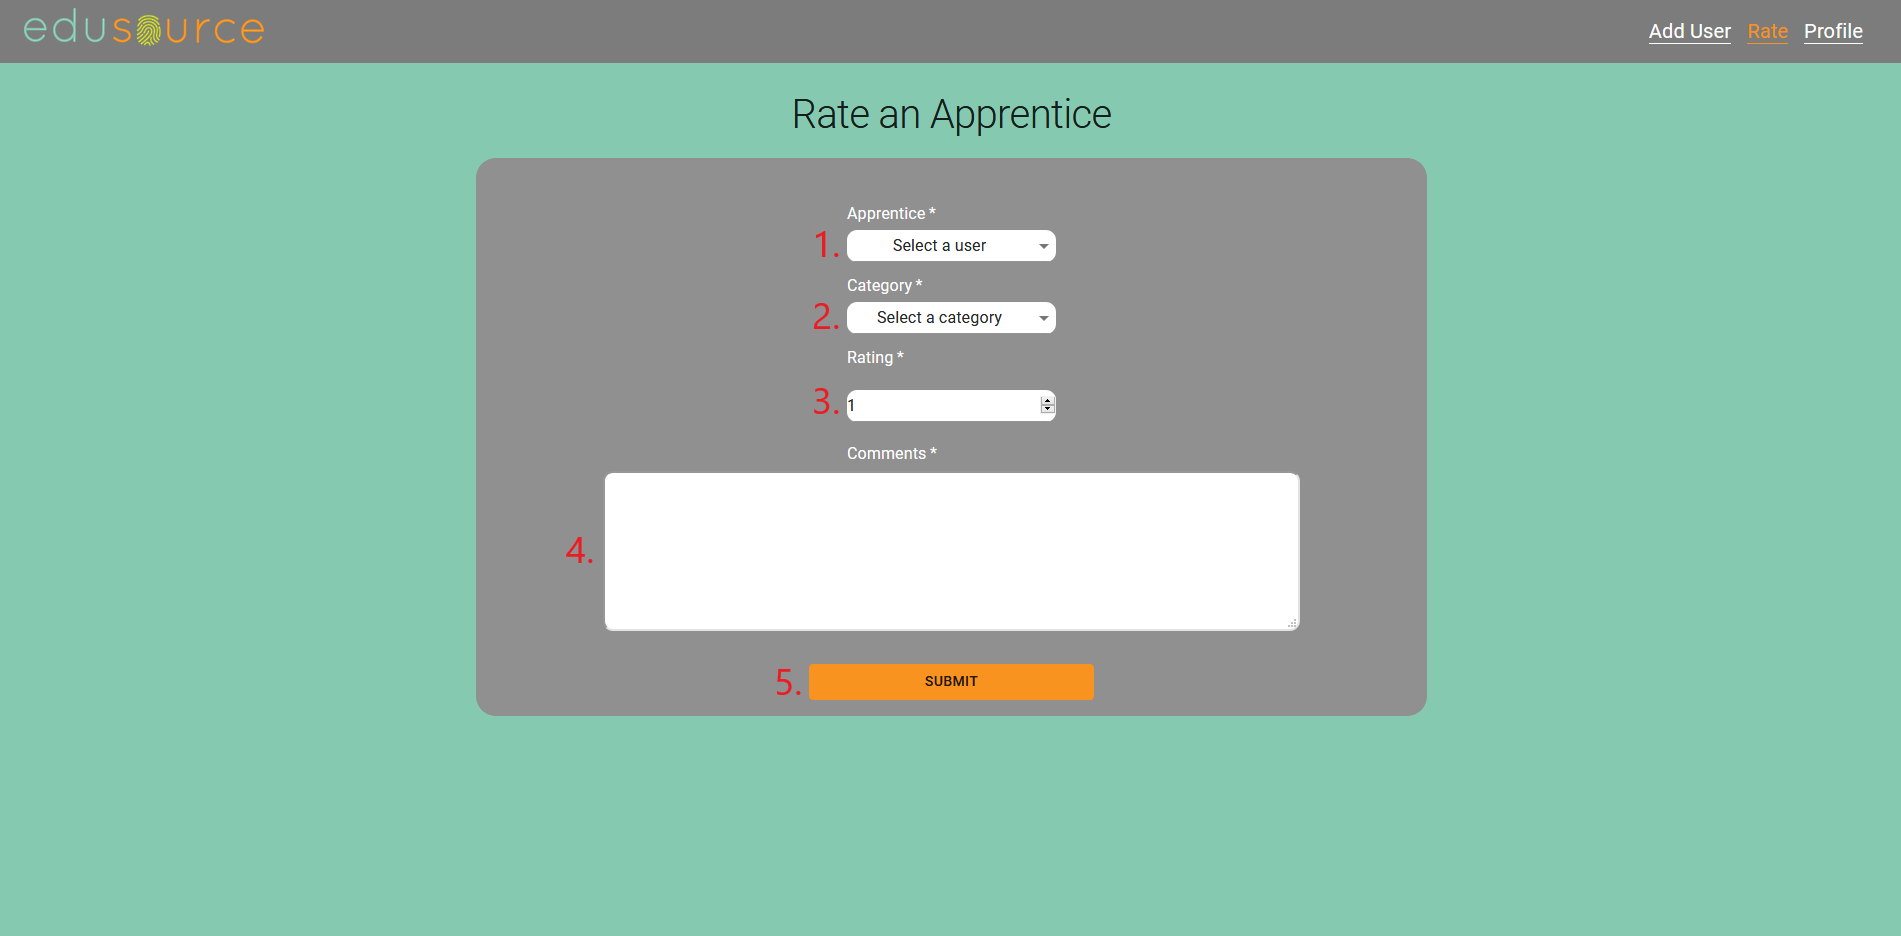 edusource
Add User Rate Profile
Rate an Apprentice
Apprentice *
1. Select a user
Category *
2. Select a category
Rating *
3. 1
Comments *
4.
5. SUBMIT